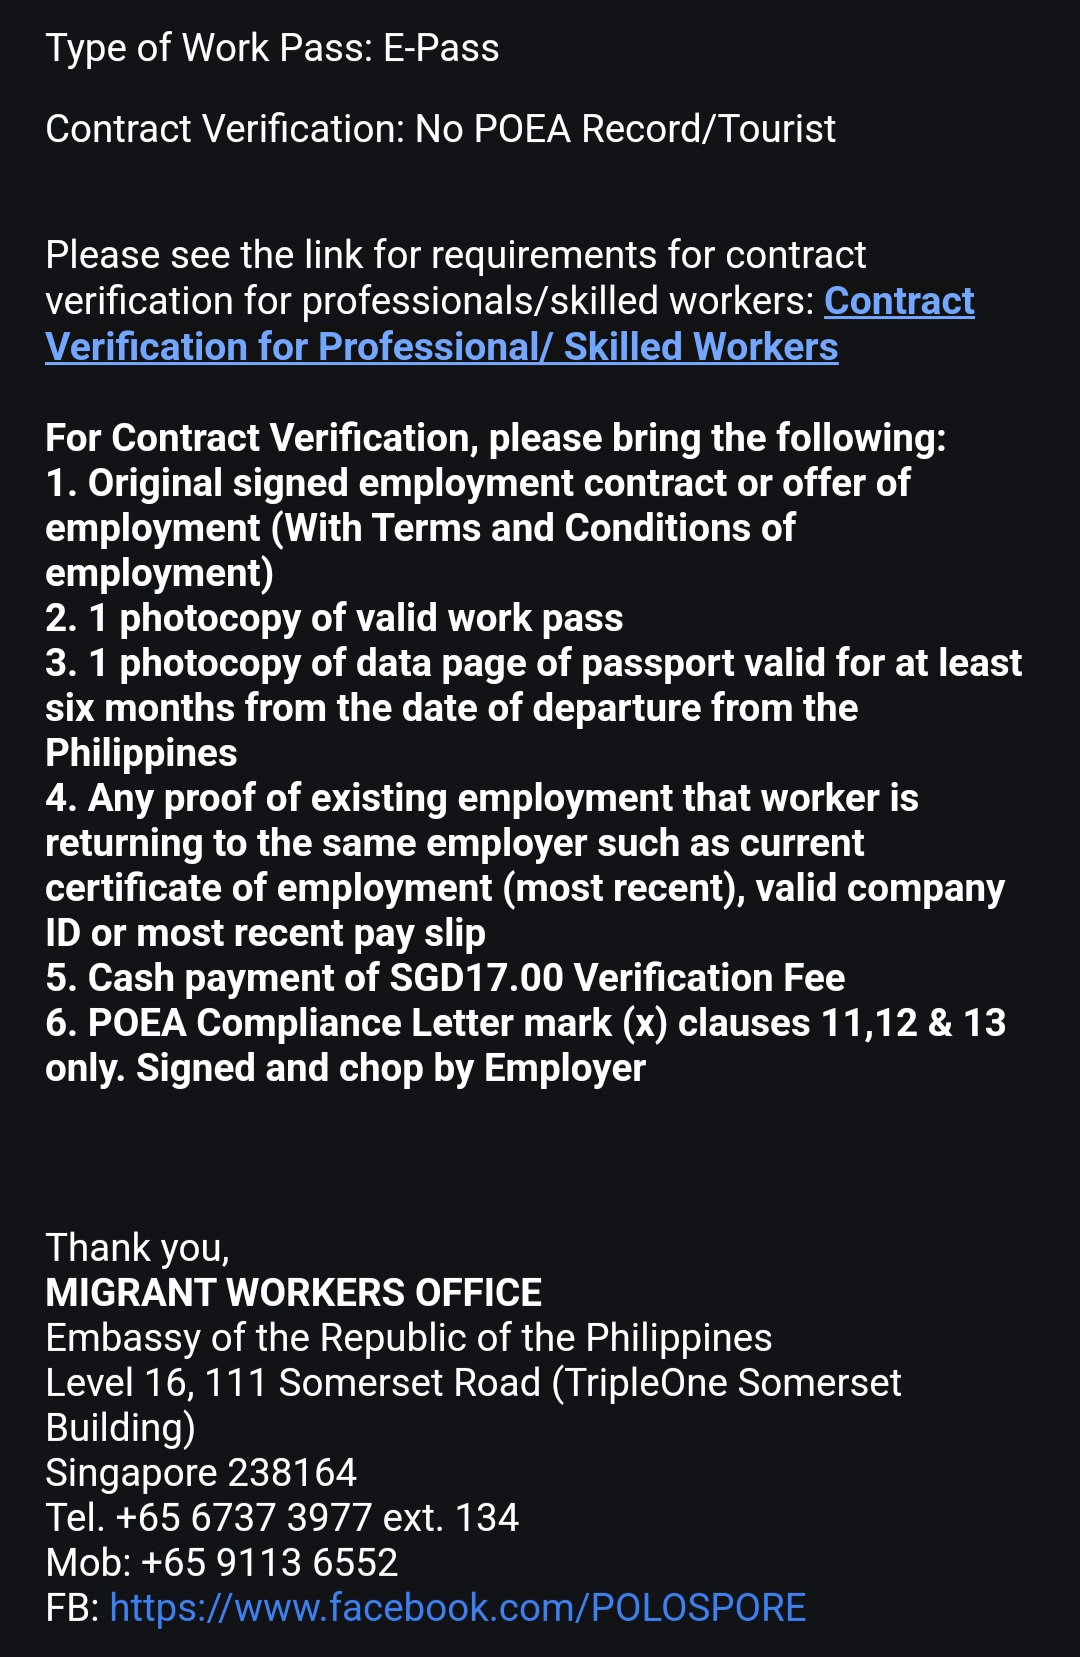 Type of Work Pass: E-Pass
Contract Verification: No POEA Record/Tourist
Please see the link for requirements for contract
verification for professionals/skilled workers: Contract
Verification for Professional/ Skilled Workers
For Contract Verification, please bring the following:
1. Original signed employment contract or offer of
employment (With Terms and Conditions of
employment)
2. 1 photocopy of valid work pass
3. 1 photocopy of data page of passport valid for at least
six months from the date of departure from the
Philippines
4. Any proof of existing employment that worker is
returning to the same employer such as current
certificate of employment (most recent), valid company
ID or most recent pay slip
5. Cash payment of SGD17.00 Verification Fee
6. POEA Compliance Letter mark (x) clauses 11,12 & 13
only. Signed and chop by Employer
Thank you,
MIGRANT WORKERS OFFICE
Embassy of the Republic of the Philippines
Level 16, 111 Somerset Road (TripleOne Somerset
Building)
Singapore 238164
Tel. +65 6737 3977 ext. 134
Mob: +65 9113 6552
FB: https://www.facebook.com/POLOSPORE